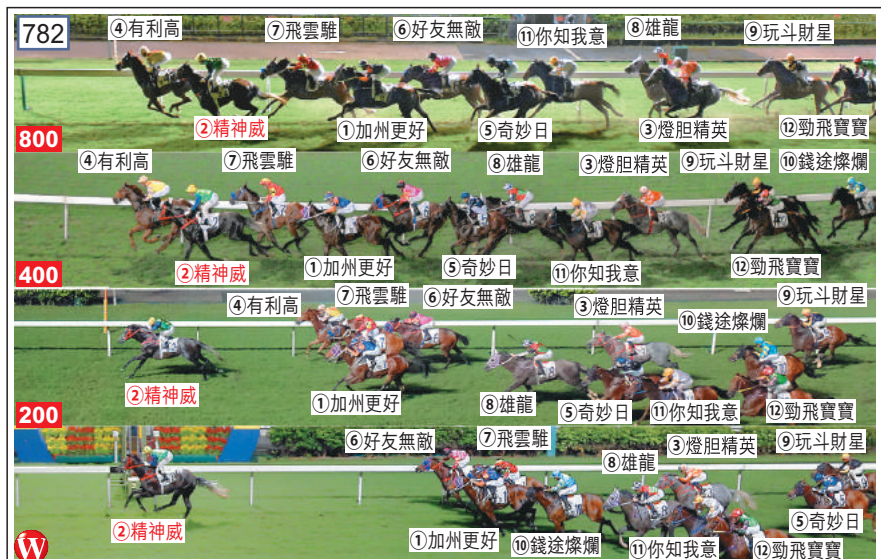 782
④有利高 ⑦飛雲騅 ⑥好友無敵 ⑪你知我意 ⑧雄龍 ⑨玩斗財星
②精神威 ①加州更好 ⑤奇妙日 ③燈胆精英 ⑫勁飛寶寶
800
④有利高 ⑦飛雲騅 ⑥好友無敵 ⑧雄龍 ③燈胆精英 ⑨玩斗財星 ⑩錢途燦爛
②精神威 ①加州更好 ⑤奇妙日 ⑪你知我意 ⑫勁飛寶寶
400
④有利高 ⑦飛雲騅 ⑥好友無敵 ③燈胆精英 ⑩錢途燦爛 ⑨玩斗財星
②精神威 ①加州更好 ⑧雄龍 ⑤奇妙日 ⑪你知我意 ⑫勁飛寶寶
200
⑥好友無敵 ⑦飛雲騅 ⑧雄龍 ③燈胆精英 ⑨玩斗財星
②精神威 ①加州更好 ⑩錢途燦爛 ⑪你知我意 ⑫勁飛寶寶 ⑤奇妙日
W